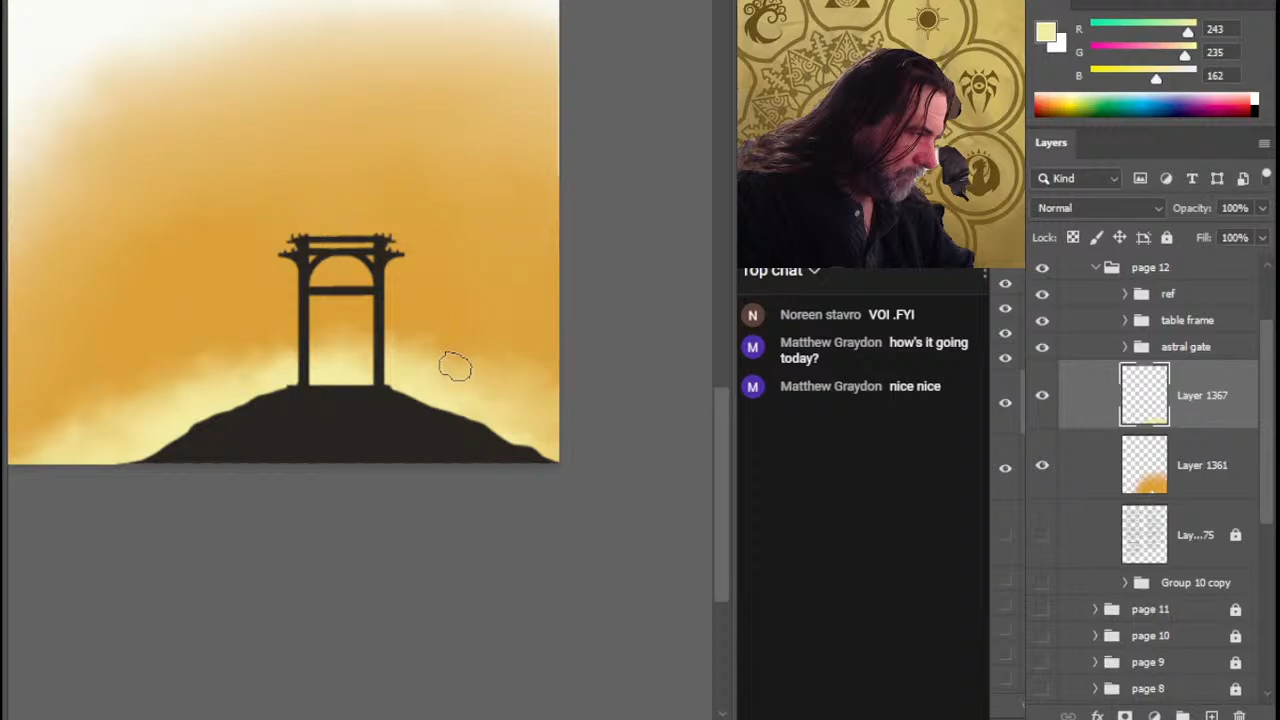 R 243
G 235
B 162
Layers
Kind
Normal Opacity: 100%
Lock: Fill: 100%
page 12
ref
table frame
astral gate
Layer 1367
Layer 1361
Lay...75
Group 10 copy
page 11
page 10
page 9
page 8
Top chat
N Noreen stavro VOI .FYI
M Matthew Graydon how's it going
today?
M Matthew Graydon nice nice